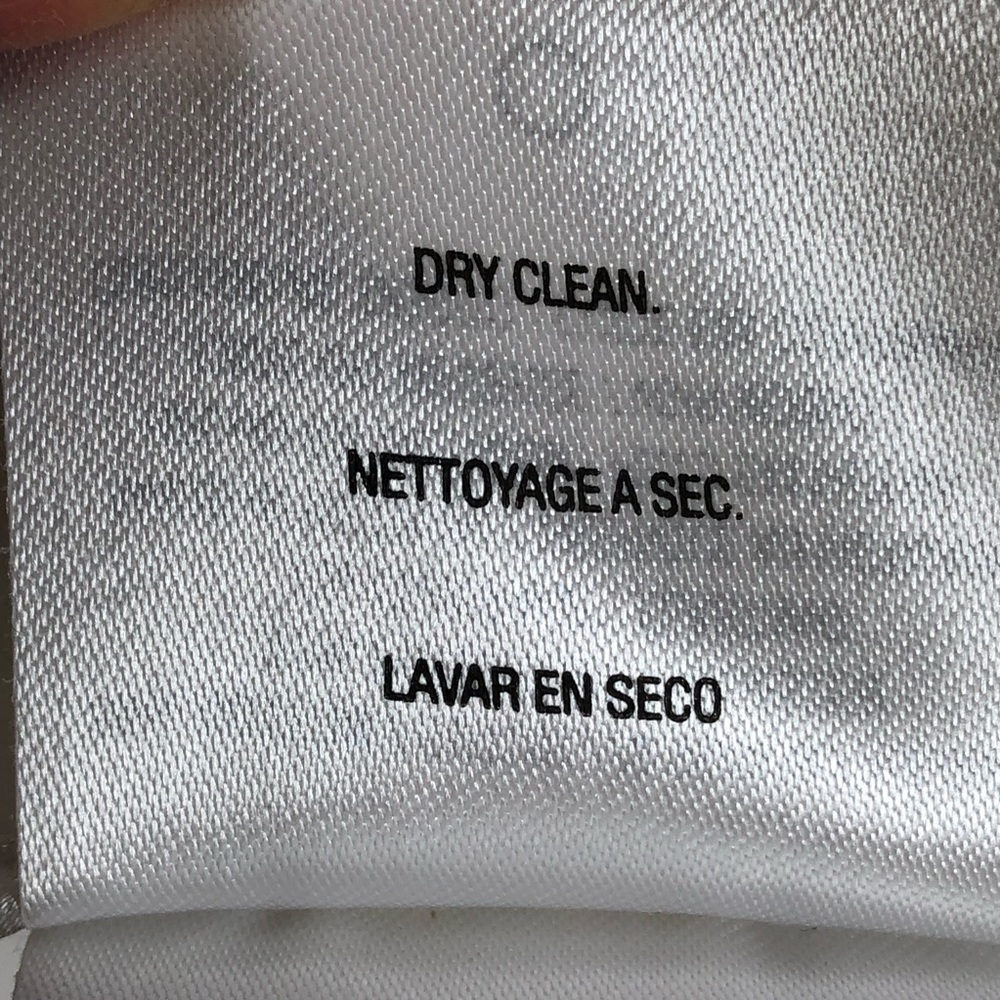 DRY CLEAN.
NETTOYAGE A SEC.
LAVAR EN SECO